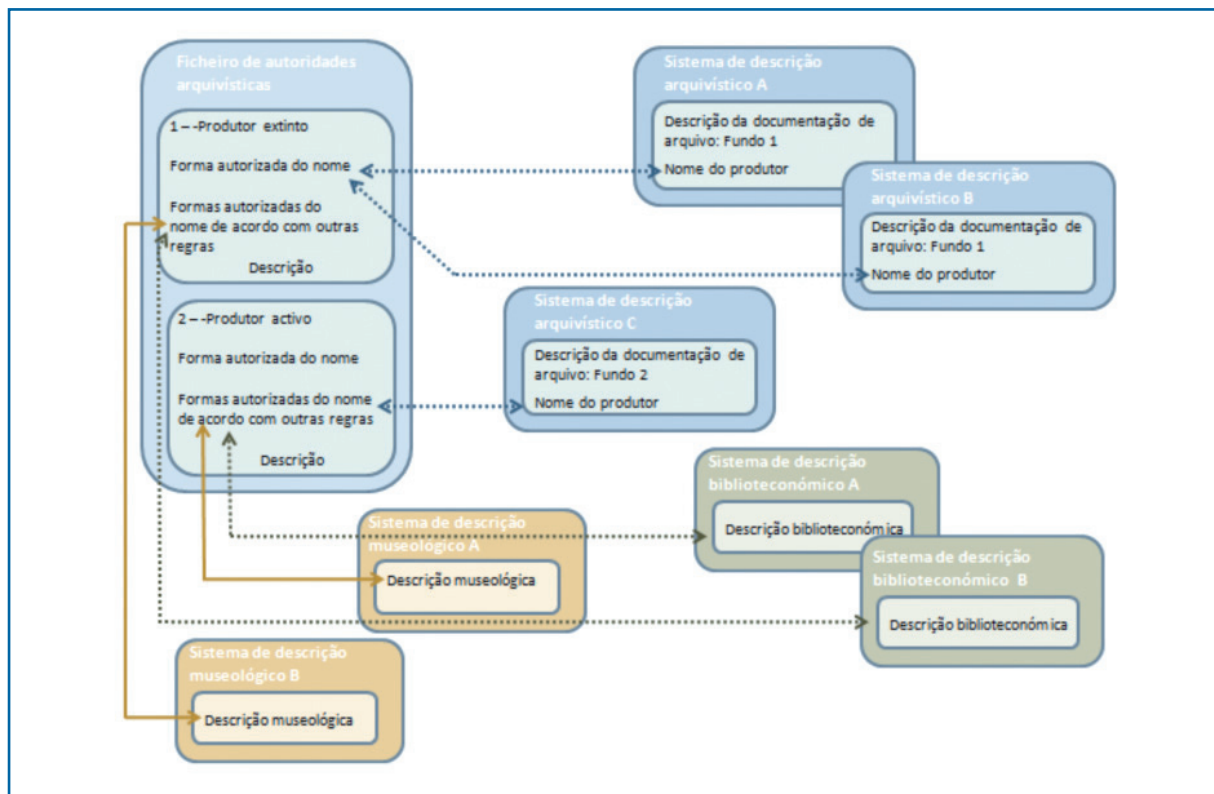 Ficheiro de autoridades
arquivísticas
1 – -Produtor extinto
Forma autorizada do nome
Formas autorizadas do
nome de acordo com outras
regras
Descrição
2 – -Produtor activo
Forma autorizada do nome
Formas autorizadas do nome
de acordo com outras regras
Descrição
Sistema de descrição
arquivístico A
Descrição da documentação de
arquivo: Fundo 1
Nome do produtor
Sistema de descrição
arquivístico B
Descrição da documentação de
arquivo: Fundo 1
Nome do produtor
Sistema de descrição
arquivístico C
Descrição da documentação de
arquivo: Fundo 2
Nome do produtor
Sistema de descrição
biblioteconómico A
Descrição biblioteconómica
Sistema de descrição
biblioteconómico B
Descrição biblioteconómica
Sistema de descrição
museológico A
Descrição museológica
Sistema de descrição
museológico B
Descrição museológica